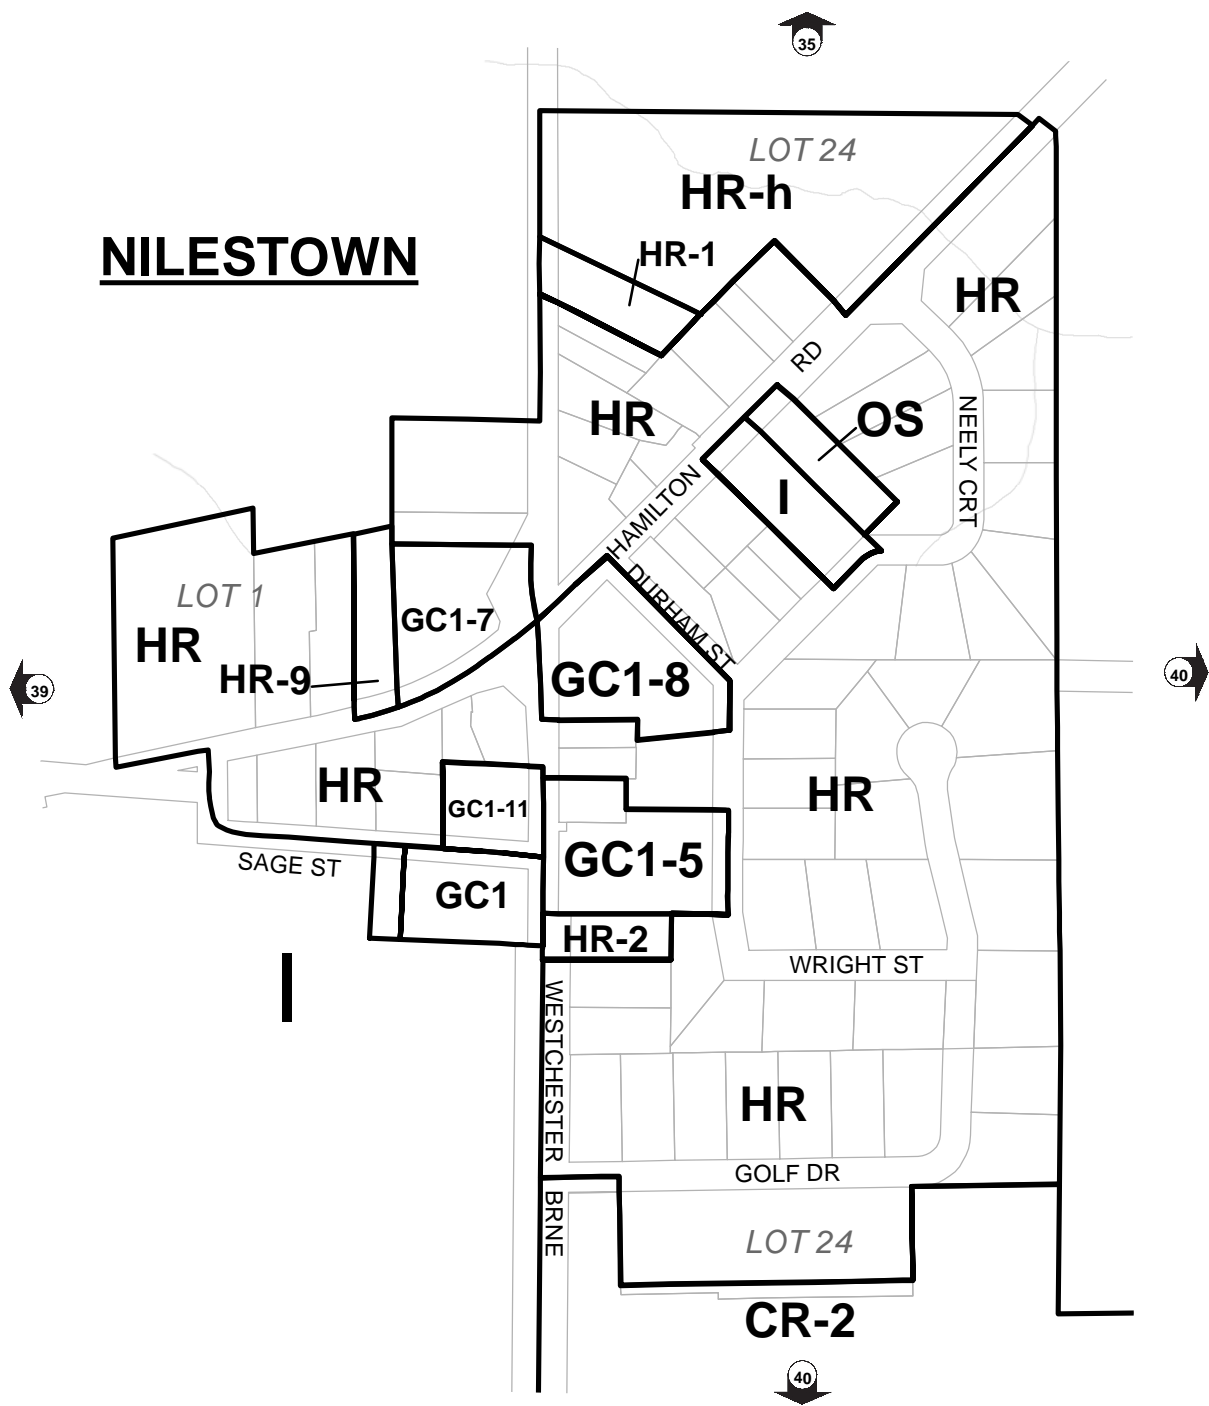 35
LOT 24
HR-h
NILESTOWN
HR-1
HR
RD
HR
OS
NEELY CRT
I
HAMILTON
LOT 1
DURHAM ST
GC1-7
HR
HR-9
GC1-8
39
40
HR
HR
GC1-11
SAGE ST
GC1-5
GC1
HR-2
WRIGHT ST
I
WESTCHESTER
HR
GOLF DR
BRNE
LOT 24
CR-2
40